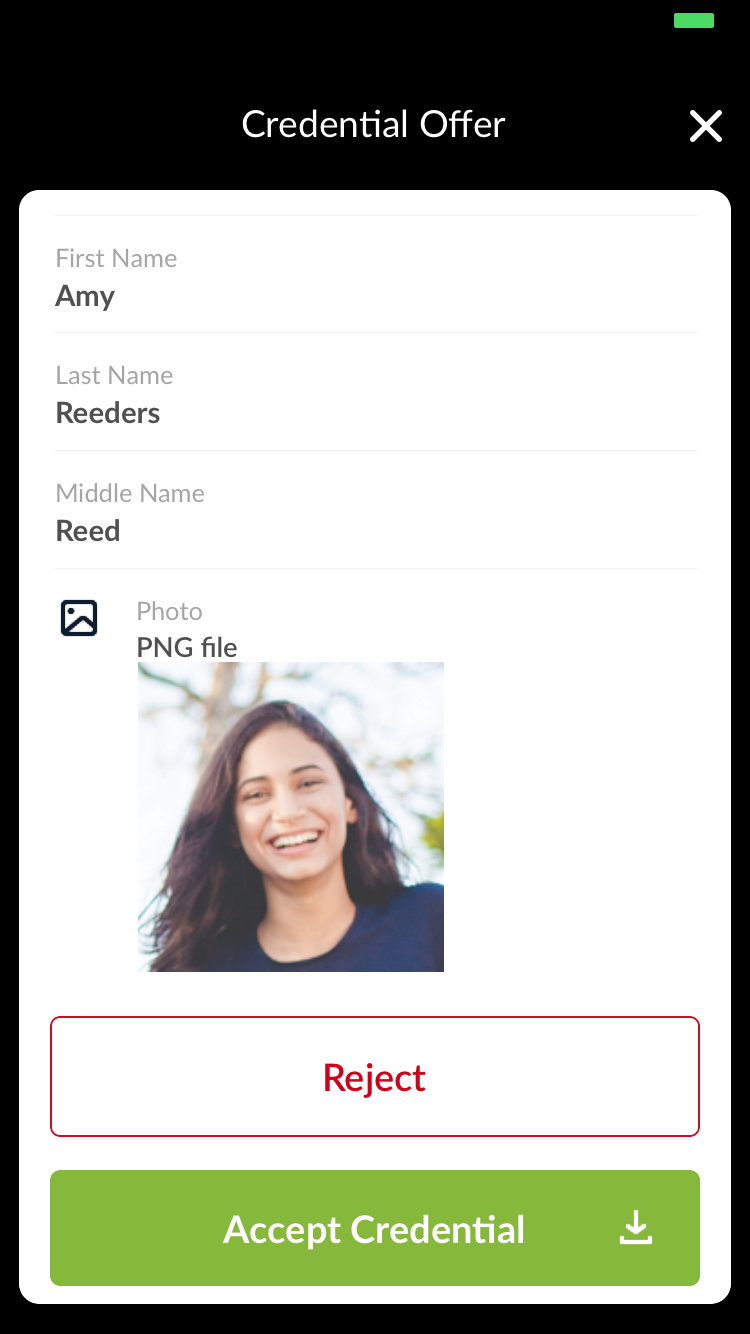 Credential Offer
First Name
Amy
Last Name
Reeders
Middle Name
Reed
Photo
PNG file
Reject
Accept Credential